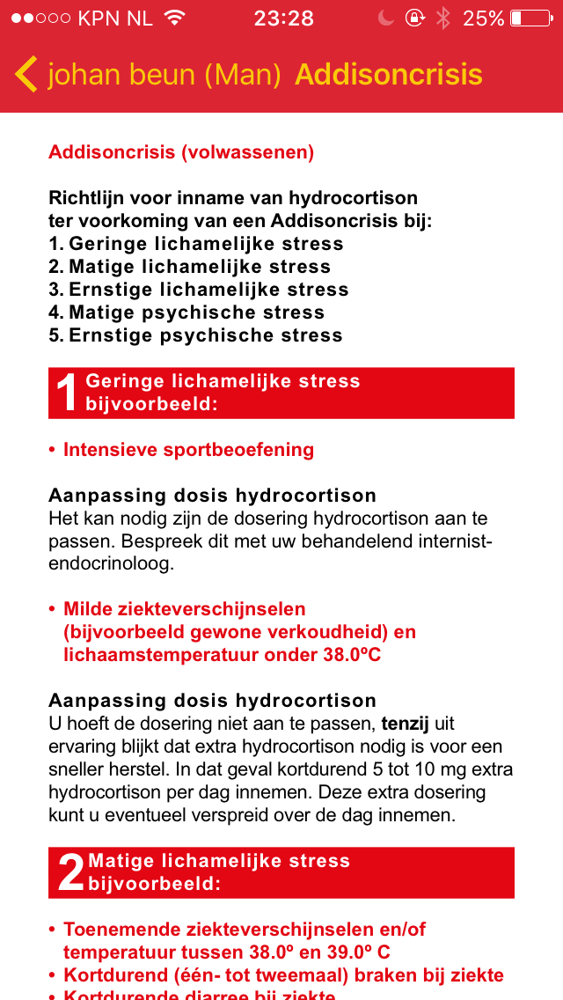 KPN NL 23:28 25%
johan beun (Man) Addisoncrisis
Addisoncrisis (volwassenen)
Richtlijn voor inname van hydrocortison
ter voorkoming van een Addisoncrisis bij:
1. Geringe lichamelijke stress
2. Matige lichamelijke stress
3. Ernstige lichamelijke stress
4. Matige psychische stress
5. Ernstige psychische stress
1 Geringe lichamelijke stress
bijvoorbeeld:
• Intensieve sportbeoefening
Aanpassing dosis hydrocortison
Het kan nodig zijn de dosering hydrocortison aan te
passen. Bespreek dit met uw behandelend internist-
endocrinoloog.
• Milde ziekteverschijnselen
(bijvoorbeeld gewone verkoudheid) en
lichaamstemperatuur onder 38.0ºC
Aanpassing dosis hydrocortison
U hoeft de dosering niet aan te passen, tenzij uit
ervaring blijkt dat extra hydrocortison nodig is voor een
sneller herstel. In dat geval kortdurend 5 tot 10 mg extra
hydrocortison per dag innemen. Deze extra dosering
kunt u eventueel verspreid over de dag innemen.
2 Matige lichamelijke stress
bijvoorbeeld:
• Toenemende ziekteverschijnselen en/of
temperatuur tussen 38.0º en 39.0º C
• Kortdurend (één- tot tweemaal) braken bij ziekte
• Kortdurende diarree bij ziekte